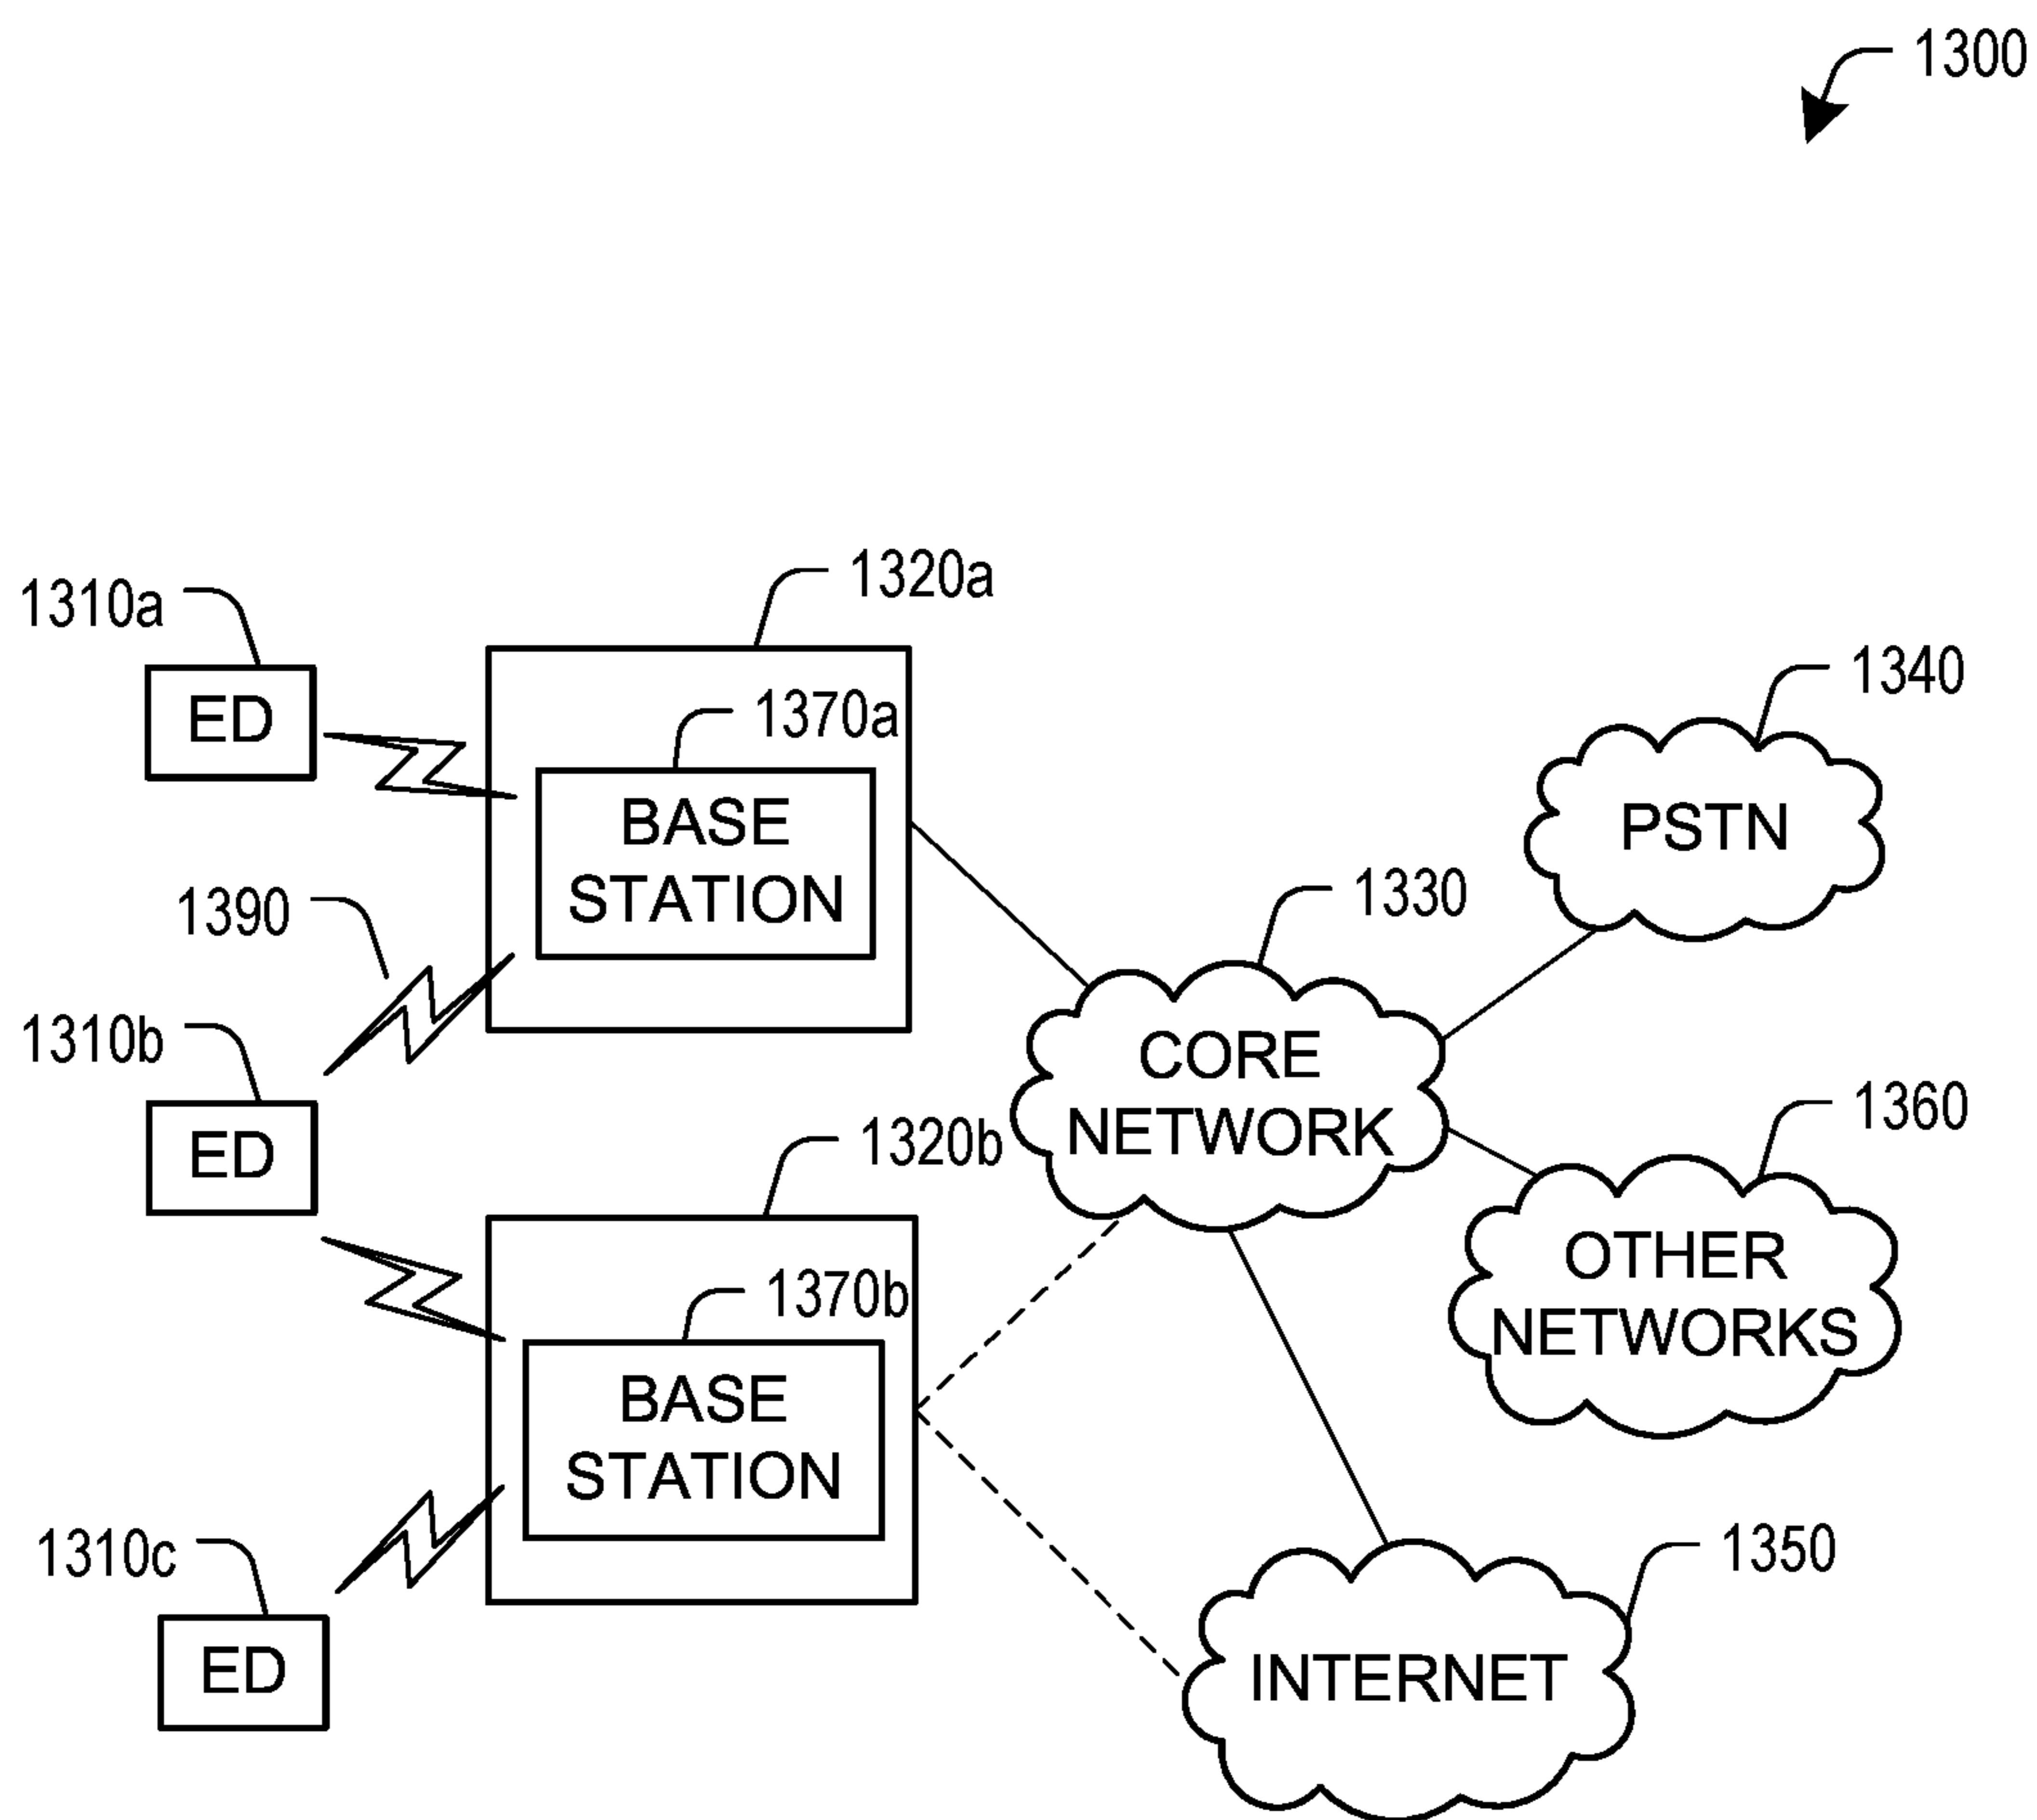 1300
1320a
1310a
ED
1370a
BASE
STATION
1340
PSTN
1390
1330
CORE
NETWORK
1310b
ED
1320b
1360
OTHER
NETWORKS
1370b
BASE
STATION
1310c
ED
1350
INTERNET